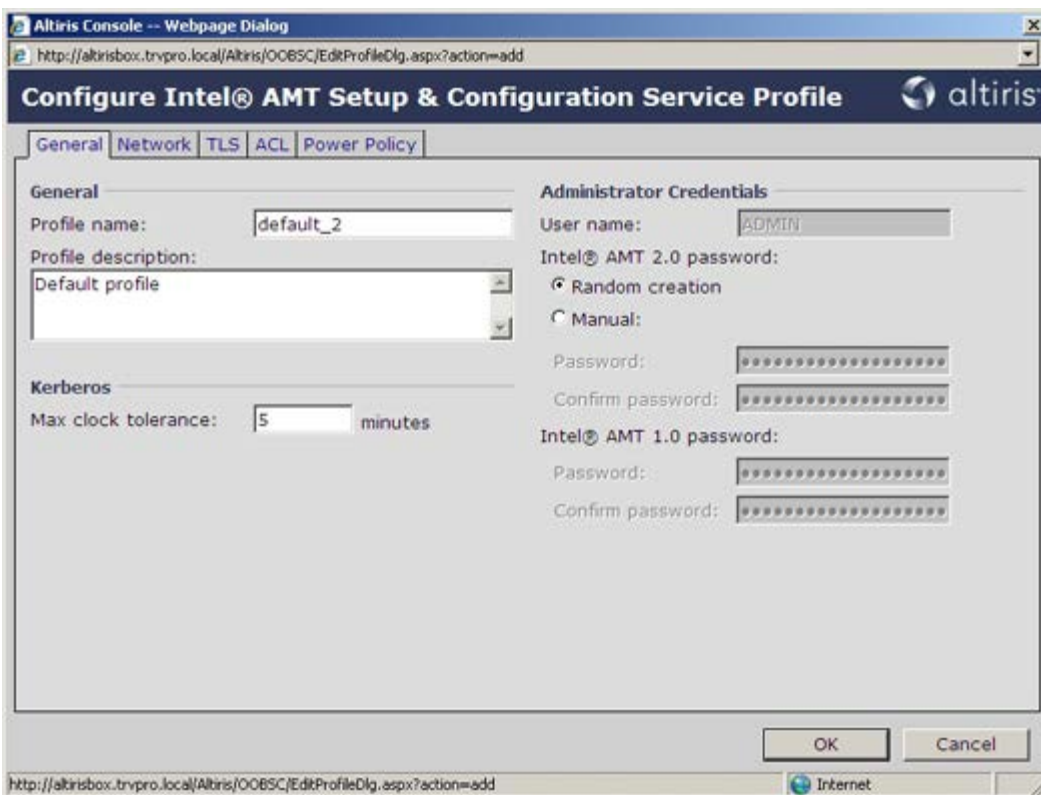 Altiris Console -- Webpage Dialog
http://altirisbox.trvpro.local/Altiris/OOBSC/EditProfileDlg.aspx?action=add
Configure Intel® AMT Setup & Configuration Service Profile
altiris
General Network TLS ACL Power Policy
General
Profile name: default_2
Profile description:
Default profile
Kerberos
Max clock tolerance: 5 minutes
Administrator Credentials
User name: ADMIN
Intel® AMT 2.0 password:
Random creation
Manual:
Password: •••••••••••••••••••
Confirm password: •••••••••••••••••••
Intel® AMT 1.0 password:
Password: •••••••••••••••••••
Confirm password: •••••••••••••••••••
OK Cancel
http://altirisbox.trvpro.local/Altiris/OOBSC/EditProfileDlg.aspx?action=add Internet